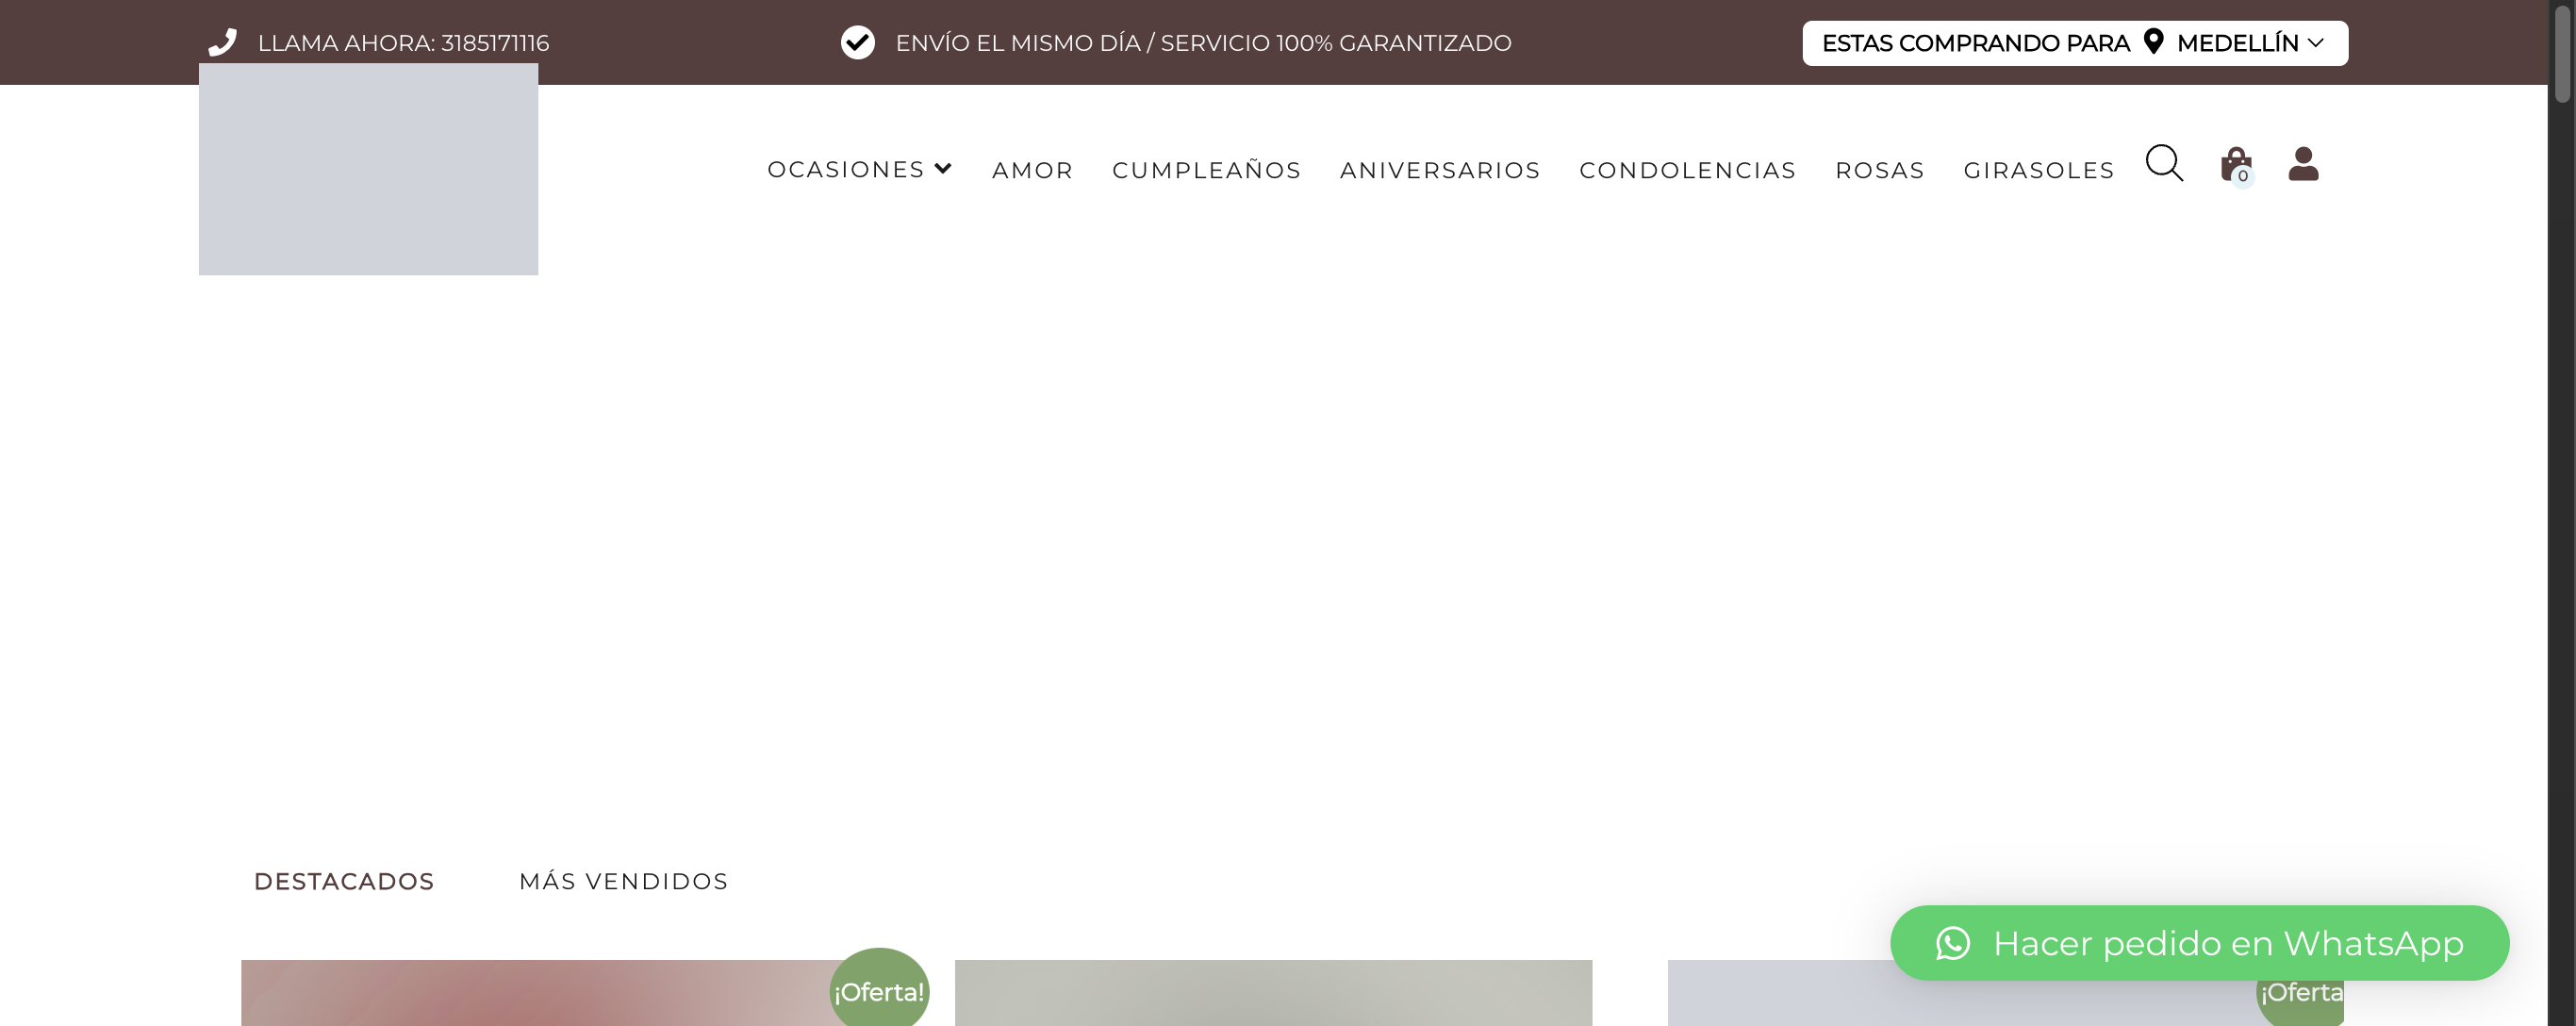 LLAMA AHORA: 3185171116
ENVÍO EL MISMO DÍA / SERVICIO 100% GARANTIZADO
ESTAS COMPRANDO PARA MEDELLÍN
OCASIONES AMOR CUMPLEAÑOS ANIVERSARIOS CONDOLENCIAS ROSAS GIRASOLES
0
DESTACADOS MÁS VENDIDOS
Hacer pedido en WhatsApp
¡Oferta!
¡Oferta